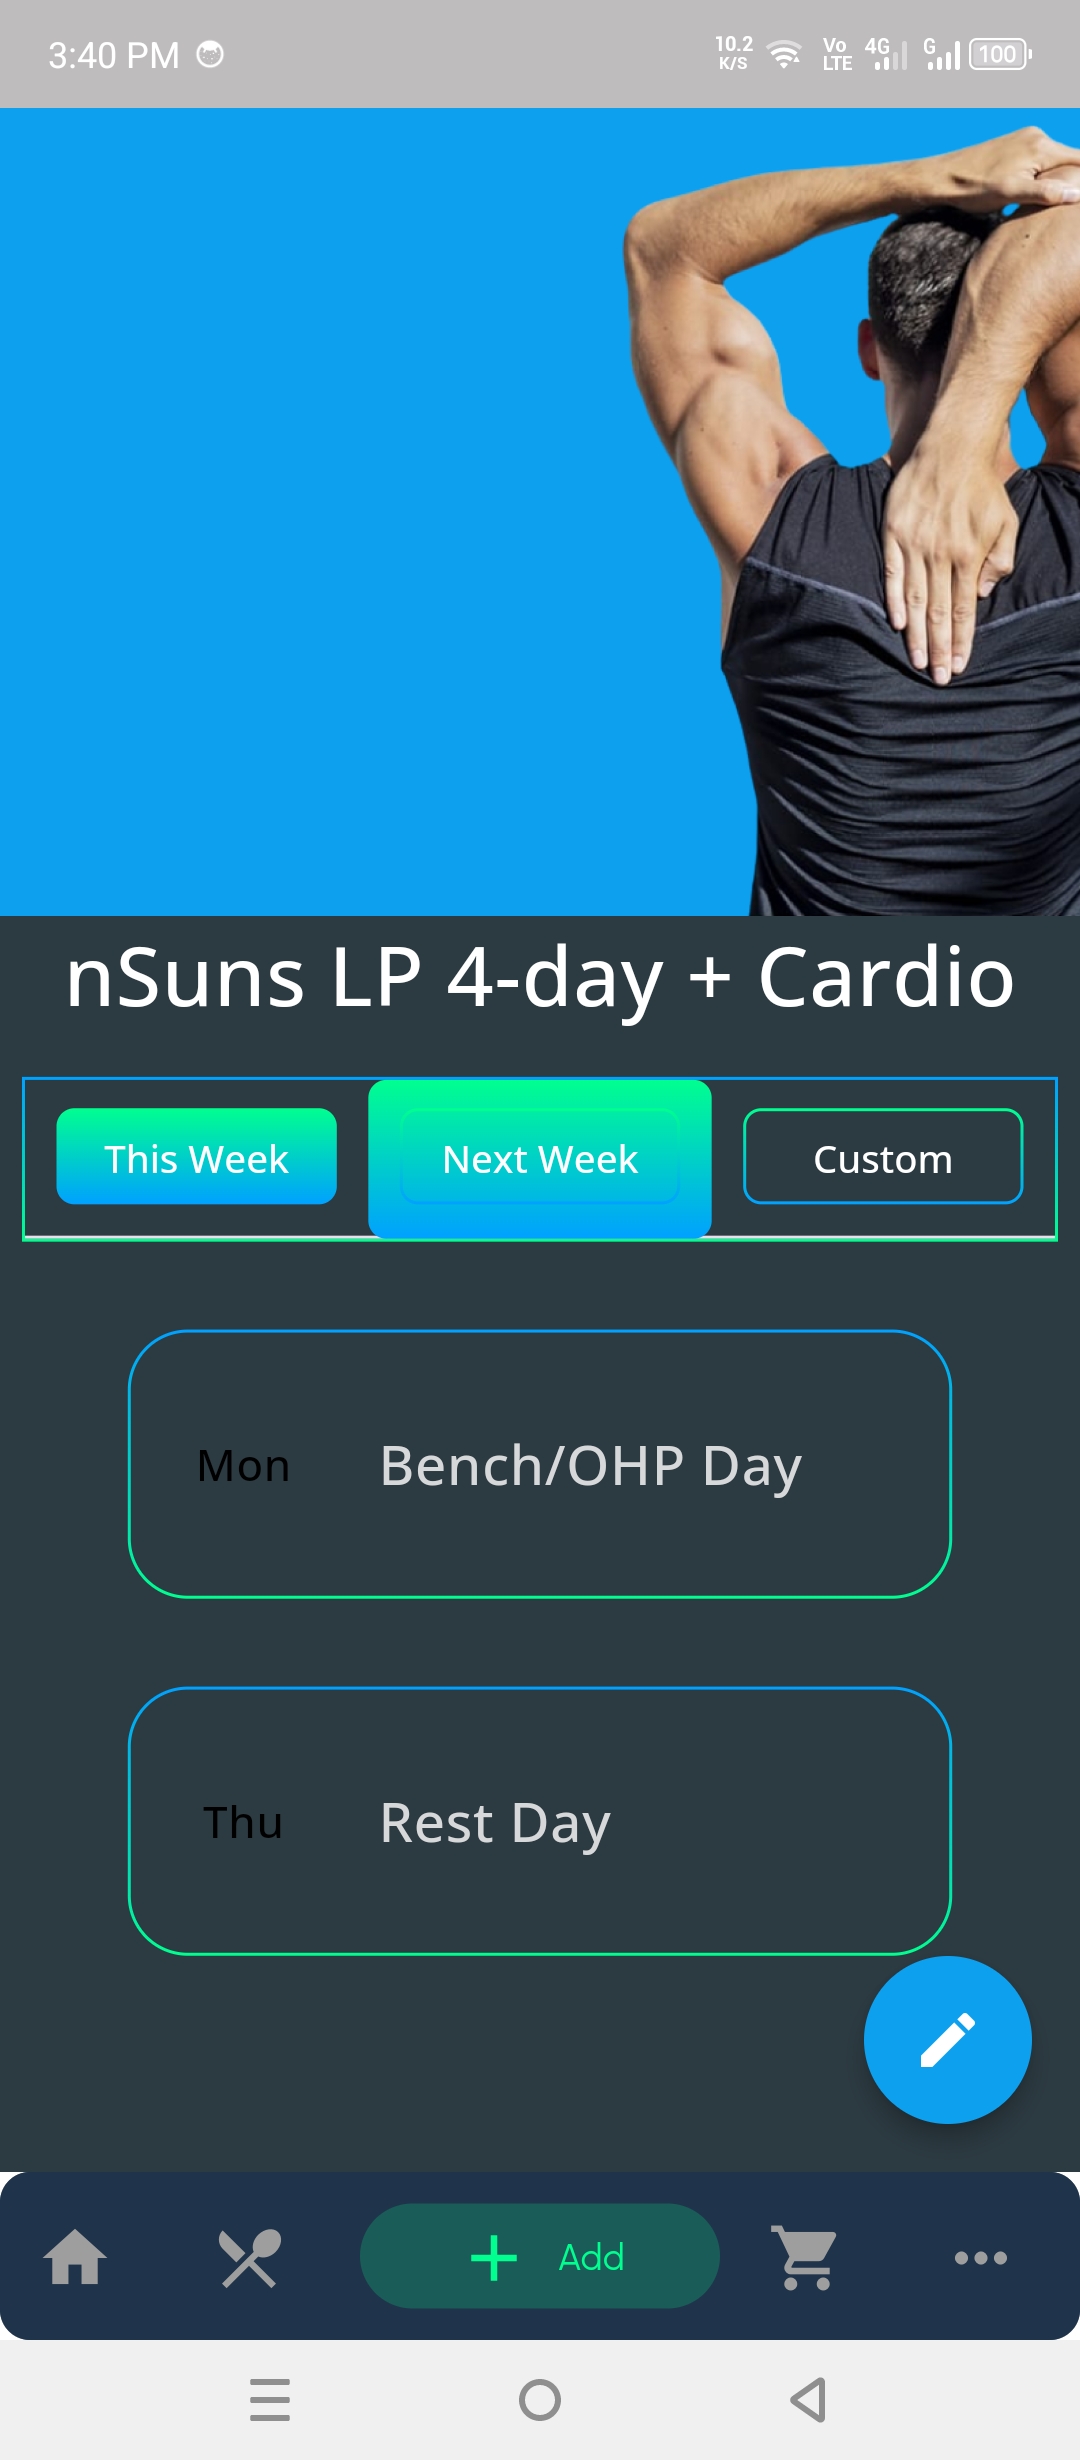 3:40 PM
10.2 K/S
Vo LTE
4G
G
100
nSuns LP 4-day + Cardio
This Week
Next Week
Custom
Mon Bench/OHP Day
Thu Rest Day
Add